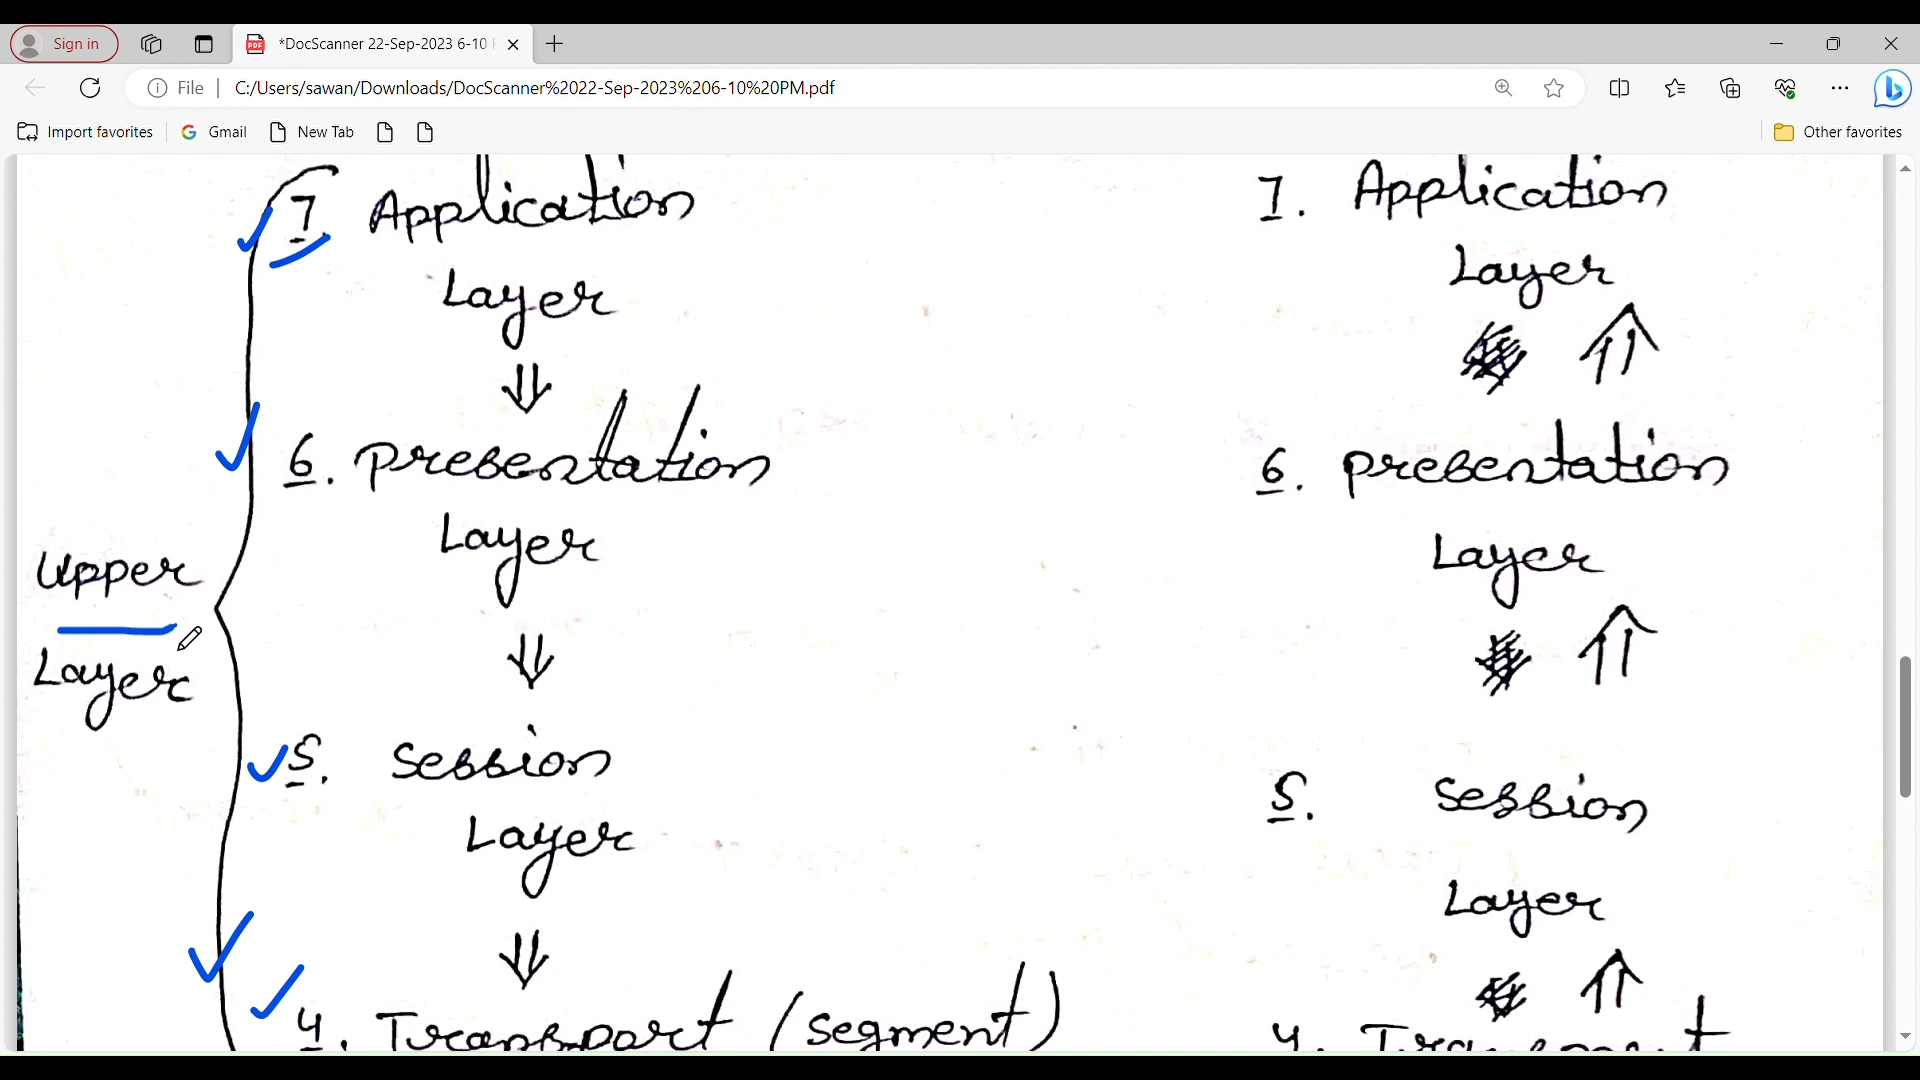 Sign in
*DocScanner 22-Sep-2023 6-10
File
C:/Users/sawan/Downloads/DocScanner%2022-Sep-2023%206-10%20PM.pdf
Import favorites
Gmail
New Tab
Other favorites
7. Application
Layer
6. presentation
Layer
Upper
Layer
5. Session
Layer
4. Transport (segment)
7. Application
Layer
6. presentation
Layer
5. Session
Layer
4. Transport